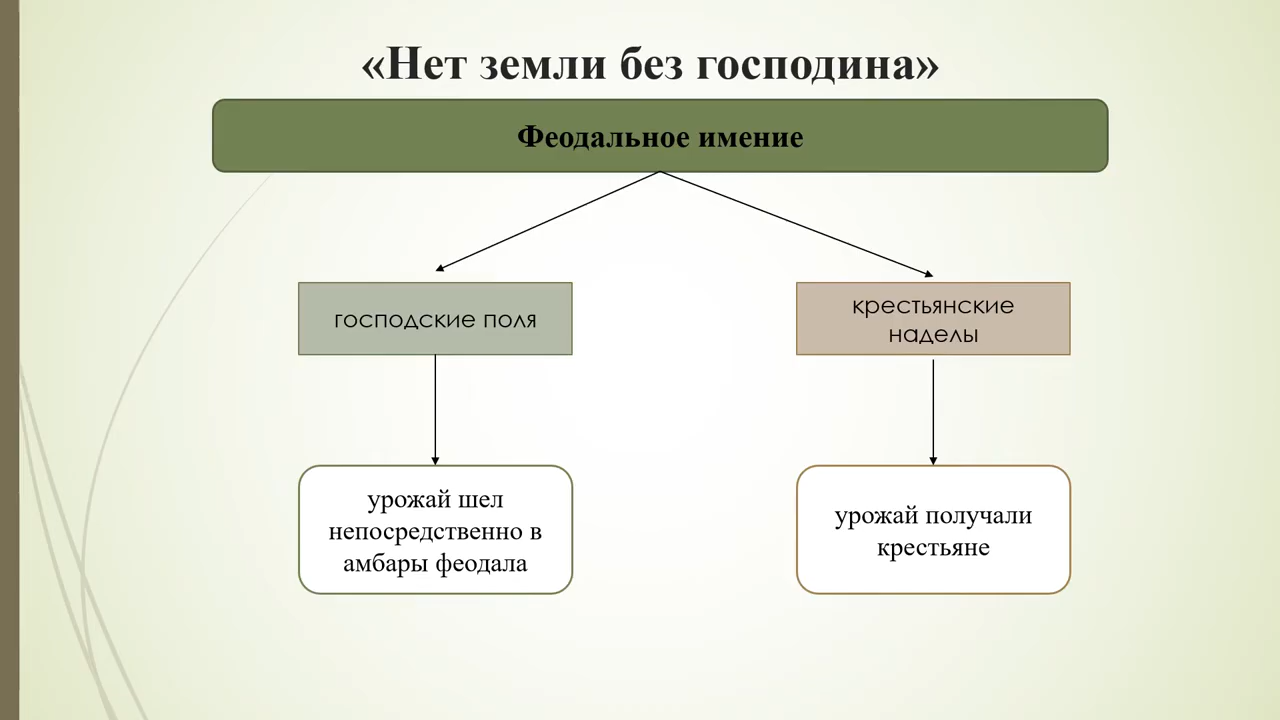 «Нет земли без господина»
Феодальное имение
господские поля
крестьянские
наделы
урожай шел
непосредственно в
амбары феодала
урожай получали
крестьяне